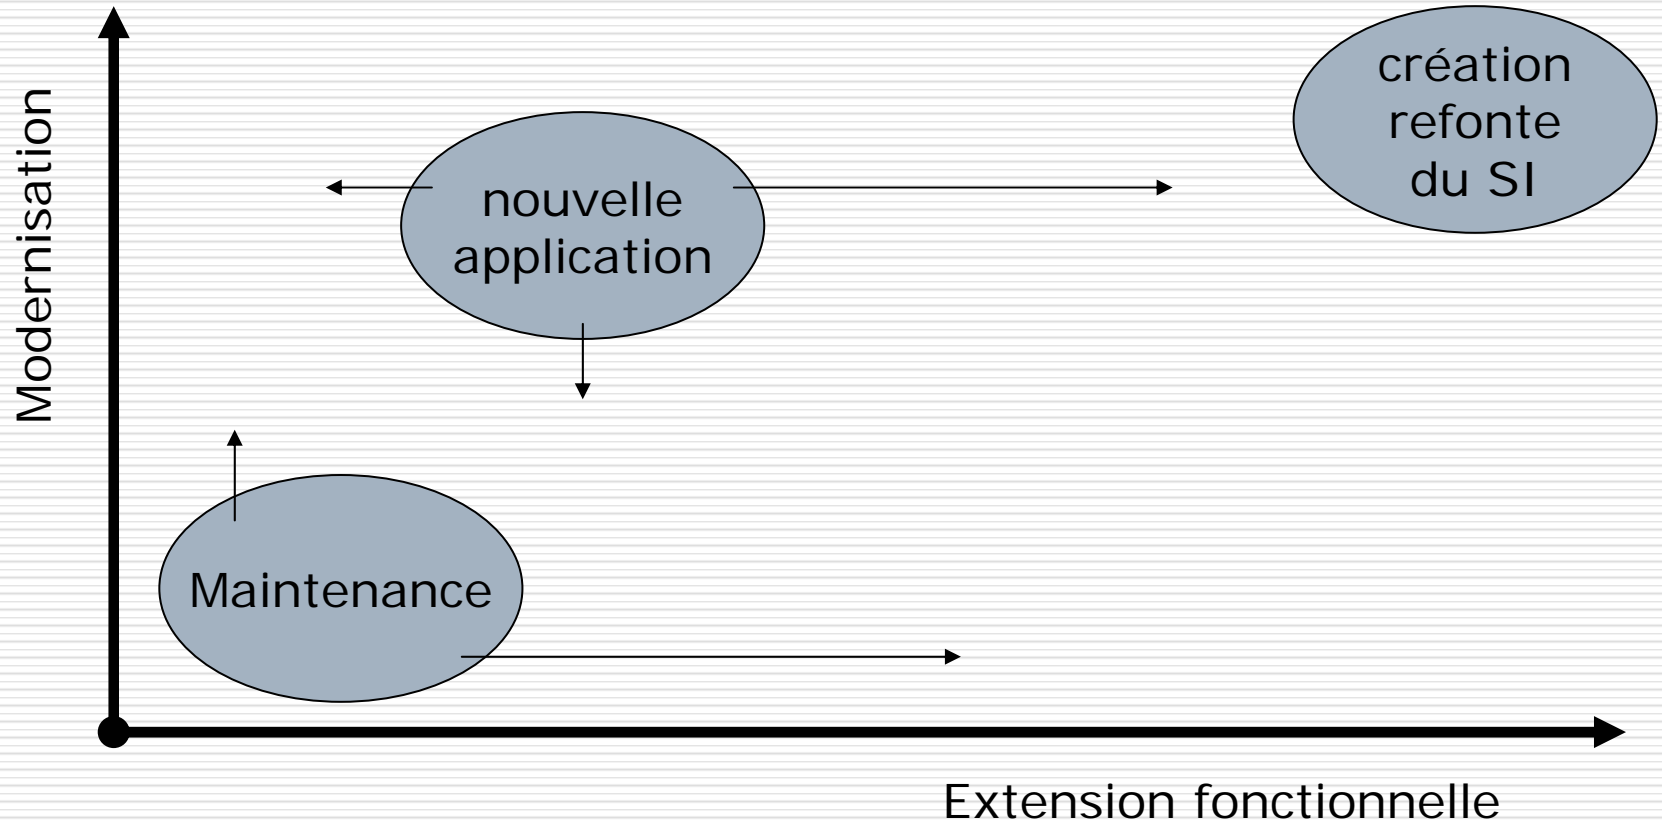 Modernisation
création
refonte
du SI
nouvelle
application
Maintenance
Extension fonctionnelle